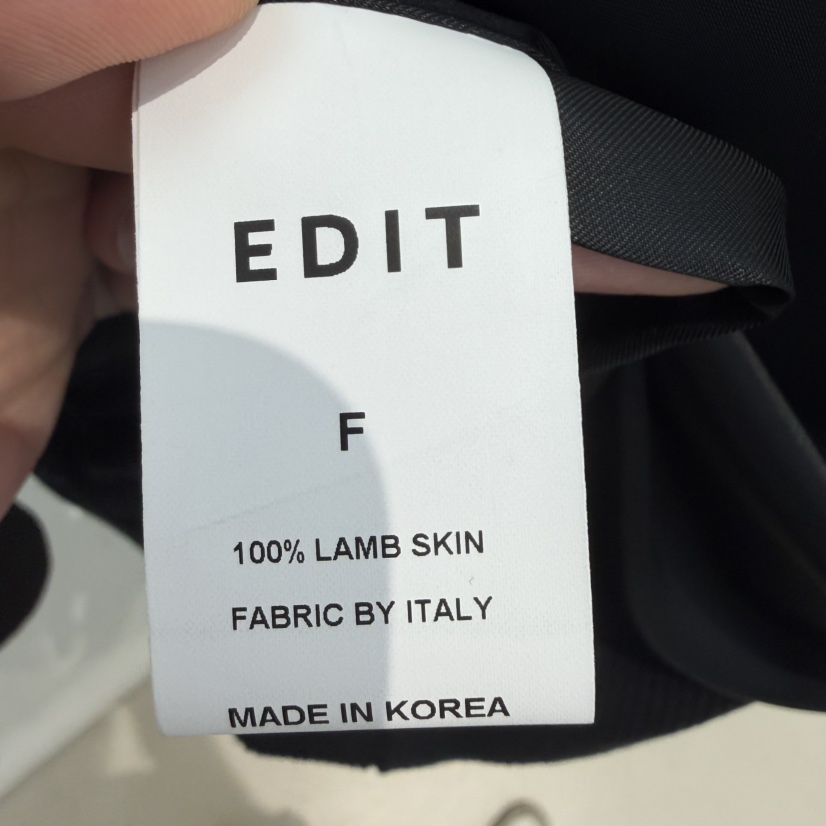 EDIT
F
100% LAMB SKIN
FABRIC BY ITALY
MADE IN KOREA